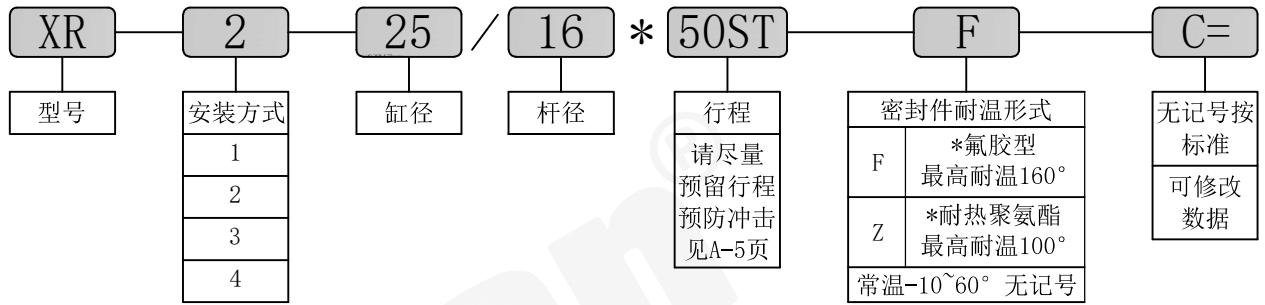 XR 2 25 / 16 * 50ST F C=
型号
安装方式
1
2
3
4
缸径
杆径
行程
请尽量
预留行程
预防冲击
见A-5页
密封件耐温形式
F *氟胶型
最高耐温160°
Z *耐热聚氨酯
最高耐温100°
常温-10~60° 无记号
无记号按
标准
可修改
数据